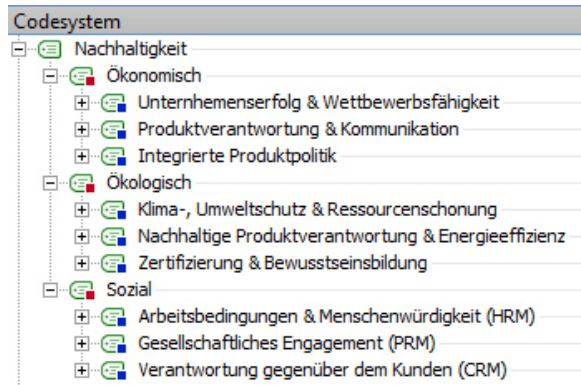 Codesystem
Nachhaltigkeit
Ökonomisch
Unternhemenserfolg & Wettbewerbsfähigkeit
Produktverantwortung & Kommunikation
Integrierte Produktpolitik
Ökologisch
Klima-, Umweltschutz & Ressourcenschonung
Nachhaltige Produktverantwortung & Energieeffizienz
Zertifizierung & Bewusstseinsbildung
Sozial
Arbeitsbedingungen & Menschenwürdigkeit (HRM)
Gesellschaftliches Engagement (PRM)
Verantwortung gegenüber dem Kunden (CRM)